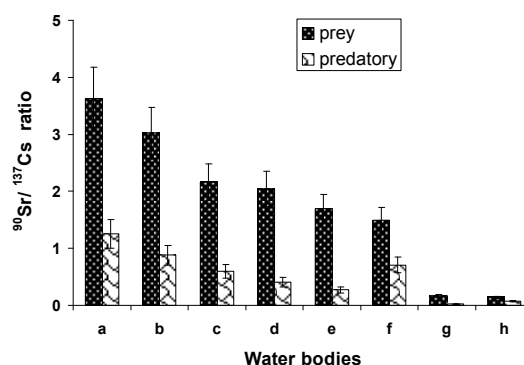 5
4
3
2
1
0
⁹⁰Sr/ ¹³⁷Cs ratio
prey
predatory
a b c d e f g h
Water bodies